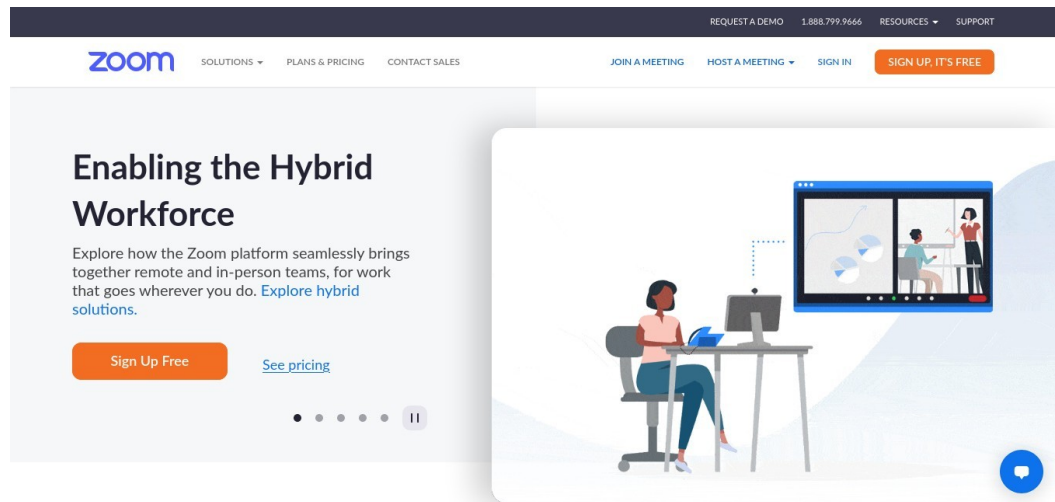 REQUEST A DEMO 1.888.799.9666 RESOURCES SUPPORT
zoom SOLUTIONS PLANS & PRICING CONTACT SALES JOIN A MEETING HOST A MEETING SIGN IN SIGN UP, IT'S FREE
Enabling the Hybrid
Workforce
Explore how the Zoom platform seamlessly brings
together remote and in-person teams, for work
that goes wherever you do. Explore hybrid
solutions.
Sign Up Free See pricing